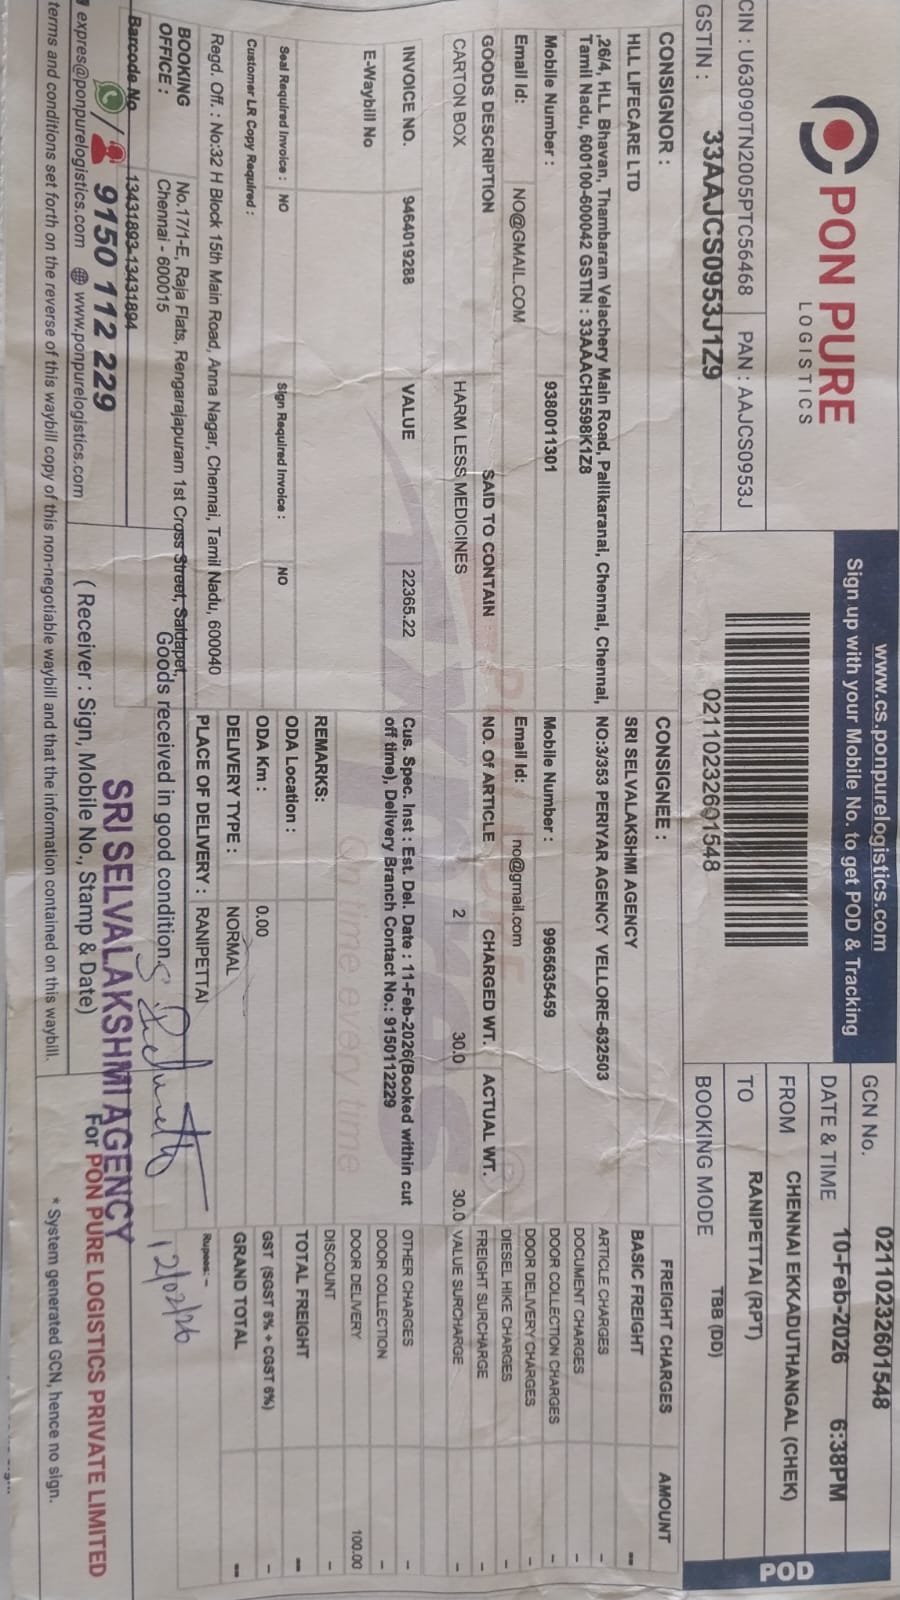 PON PURE
LOGISTICS
CIN : U63090TN2005PTC56468 PAN : AAJCS0953J
GSTIN : 33AAJCS0953J1Z9
www.cs.ponpurelogistics.com
Sign up with your Mobile No. to get POD & Tracking
02110232601548
GCN No. 02110232601548
DATE & TIME 10-Feb-2026 6:38PM
FROM CHENNAI EKKADUTHANGAL (CHEK)
TO RANIPETTAI (RPT)
BOOKING MODE TBB (DD)
POD
CONSIGNOR :
HLL LIFECARE LTD
,26/4, HLL Bhavan, Thambaram Velachery Main Road, Pallikaranai, Chennai, Chennai,
Tamil Nadu, 600100-600042 GSTIN : 33AAACH5598K1Z8
Mobile Number : 9380011301
Email Id: NO@GMAIL.COM
CONSIGNEE :
SRI SELVALAKSHMI AGENCY
NO:3/353 PERIYAR AGENCY VELLORE-632503
Mobile Number : 9965635459
Email Id: no@gmail.com
GOODS DESCRIPTION SAID TO CONTAIN NO. Of ARTICLE CHARGED WT. ACTUAL WT.
CARTON BOX HARM LESS MEDICINES 2 30.0 30.0
INVOICE NO. 9464019288 VALUE 22365.22
E-Waybill No
Cus. Spec. Inst : Est. Del. Date : 11-Feb-2026(Booked within cut
off time), Delivery Branch Contact No.: 9150112229
REMARKS:
Seal Required Invoice : NO Sign Required Invoice : NO
Customer LR Copy Required :
ODA Location :
ODA Km : 0.00
DELIVERY TYPE : NORMAL
PLACE OF DELIVERY : RANIPETTAI
Regd. Off. : No:32 H Block 15th Main Road, Anna Nagar, Chennai, Tamil Nadu, 600040
BOOKING
OFFICE :
No.17/1-E, Raja Flats, Rengarajapuram 1st Cross Street, Saidapet,
Chennai - 600015
Barcode No 13431893-13431894
FREIGHT CHARGES AMOUNT
BASIC FREIGHT --
ARTICLE CHARGES -
DOCUMENT CHARGES -
DOOR COLLECTION CHARGES -
DOOR DELIVERY CHARGES -
DIESEL HIKE CHARGES -
FREIGHT SURCHARGE -
VALUE SURCHARGE -
OTHER CHARGES -
DOOR COLLECTION -
DOOR DELIVERY 100.00
DISCOUNT -
TOTAL FREIGHT --
GST (SGST 6% + CGST 6%) -
GRAND TOTAL --
Rupees: -
Goods received in good condition.
12/02/26
SRI SELVALAKSHMI AGENCY
( Receiver : Sign, Mobile No., Stamp & Date)
For PON PURE LOGISTICS PRIVATE LIMITED
9150 112 229
expres@ponpurelogistics.com www.ponpurelogistics.com
terms and conditions set forth on the reverse of this waybill copy of this non-negotiable waybill and that the information contained on this waybill.
* System generated GCN, hence no sign.
on time every time